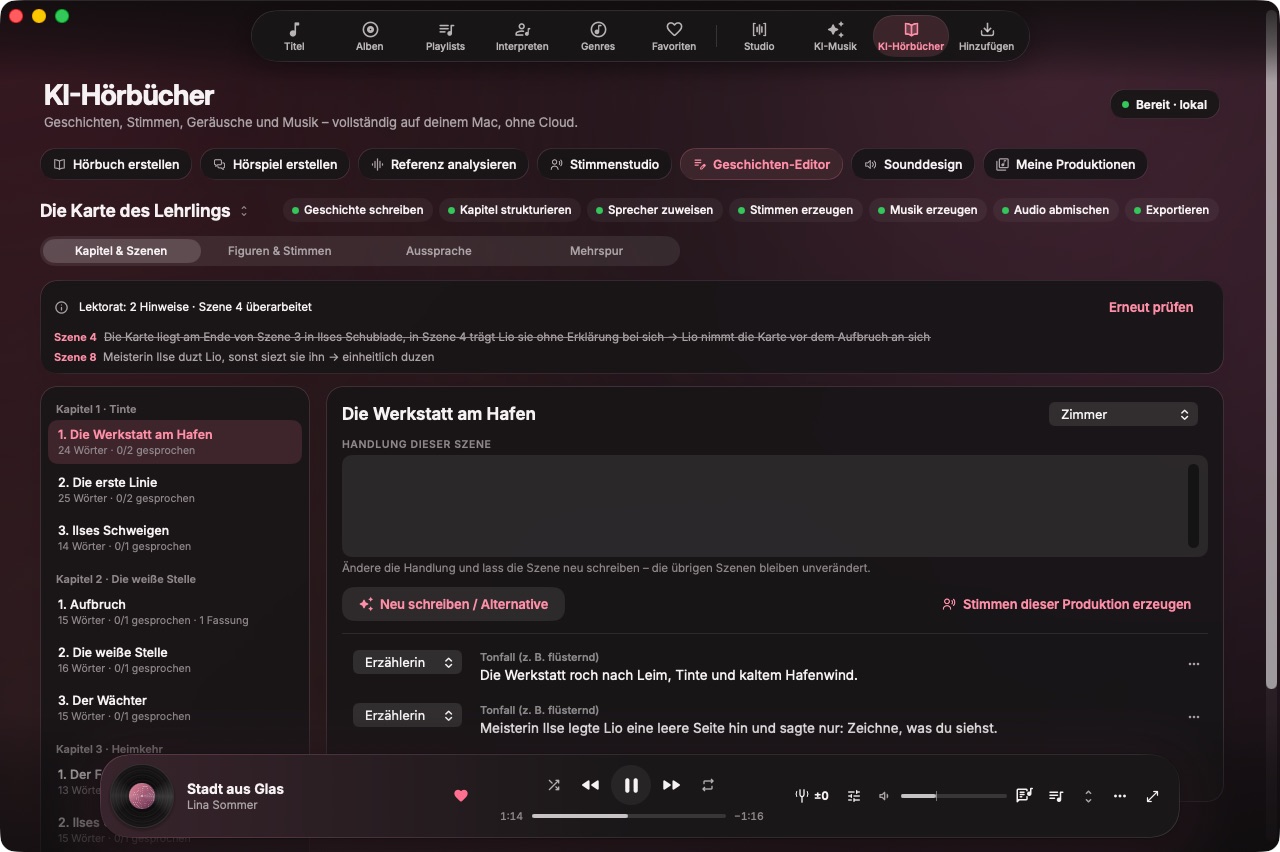 Titel
Alben
Playlists
Interpreten
Genres
Favoriten
Studio
KI-Musik
KI-Hörbücher
Hinzufügen
KI-Hörbücher
Geschichten, Stimmen, Geräusche und Musik – vollständig auf deinem Mac, ohne Cloud.
Bereit · lokal
Hörbuch erstellen
Hörspiel erstellen
Referenz analysieren
Stimmenstudio
Geschichten-Editor
Sounddesign
Meine Produktionen
Die Karte des Lehrlings
Geschichte schreiben
Kapitel strukturieren
Sprecher zuweisen
Stimmen erzeugen
Musik erzeugen
Audio abmischen
Exportieren
Kapitel & Szenen
Figuren & Stimmen
Aussprache
Mehrspur
Lektorat: 2 Hinweise · Szene 4 überarbeitet
Erneut prüfen
Szene 4 Die Karte liegt am Ende von Szene 3 in Ilses Schublade, in Szene 4 trägt Lio sie ohne Erklärung bei sich → Lio nimmt die Karte vor dem Aufbruch an sich
Szene 8 Meisterin Ilse duzt Lio, sonst siezt sie ihn → einheitlich duzen
Kapitel 1 · Tinte
1. Die Werkstatt am Hafen
24 Wörter · 0/2 gesprochen
2. Die erste Linie
25 Wörter · 0/2 gesprochen
3. Ilses Schweigen
14 Wörter · 0/1 gesprochen
Kapitel 2 · Die weiße Stelle
1. Aufbruch
15 Wörter · 0/1 gesprochen · 1 Fassung
2. Die weiße Stelle
16 Wörter · 0/1 gesprochen
3. Der Wächter
15 Wörter · 0/1 gesprochen
Kapitel 3 · Heimkehr
1. Der
13 Wörte
2. Ilses
15 Wörter · 0/1 gesprochen
Die Werkstatt am Hafen
Zimmer
HANDLUNG DIESER SZENE
Ändere die Handlung und lass die Szene neu schreiben – die übrigen Szenen bleiben unverändert.
Neu schreiben / Alternative
Stimmen dieser Produktion erzeugen
Erzählerin
Tonfall (z. B. flüsternd)
Die Werkstatt roch nach Leim, Tinte und kaltem Hafenwind.
Erzählerin
Tonfall (z. B. flüsternd)
Meisterin Ilse legte Lio eine leere Seite hin und sagte nur: Zeichne, was du siehst.
Stadt aus Glas
Lina Sommer
1:14
−1:16
±0